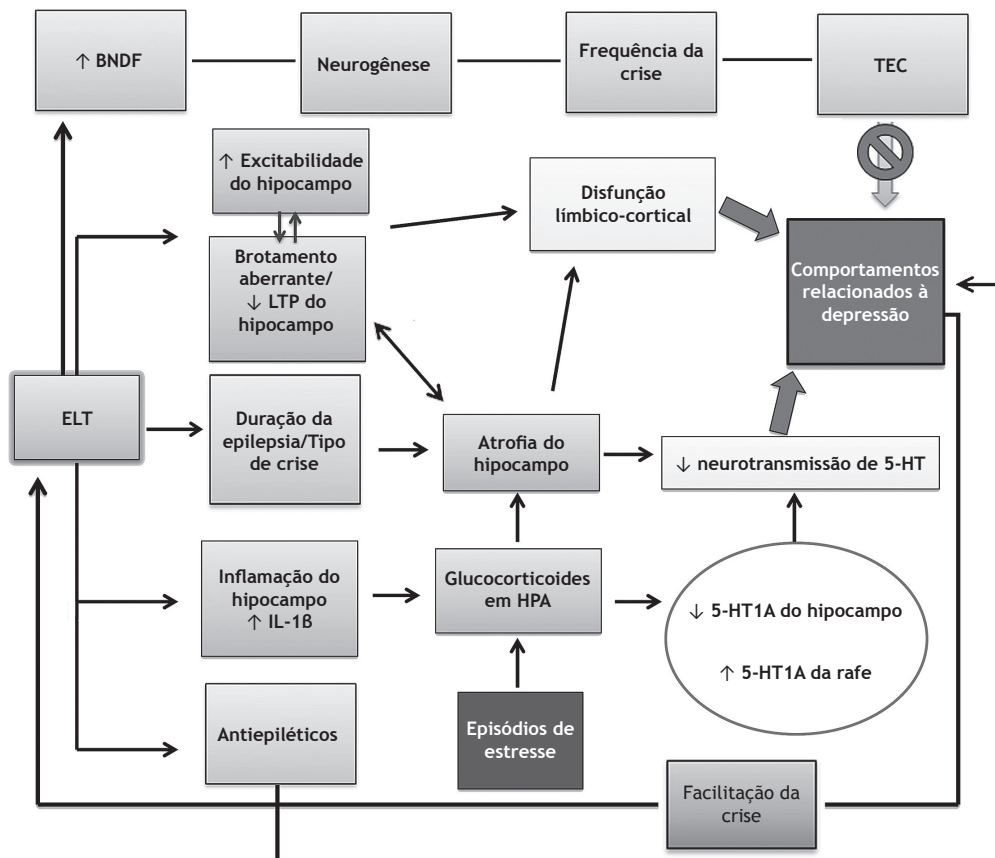 ↑ BNDF
Neurogênese
Frequência da
crise
TEC
↑ Excitabilidade
do hipocampo
Brotamento
aberrante/
↓ LTP do
hipocampo
Disfunção
límbico-cortical
Comportamentos
relacionados à
depressão
ELT
Duração da
epilepsia/Tipo
de crise
Atrofia do
hipocampo
↓ neurotransmissão de 5-HT
Inflamação do
hipocampo
↑ IL-1ß
Glucocorticoides
em HPA
↓ 5-HT1A do hipocampo
↑ 5-HT1A da rafe
Antiepiléticos
Episódios de
estresse
Facilitação da
crise